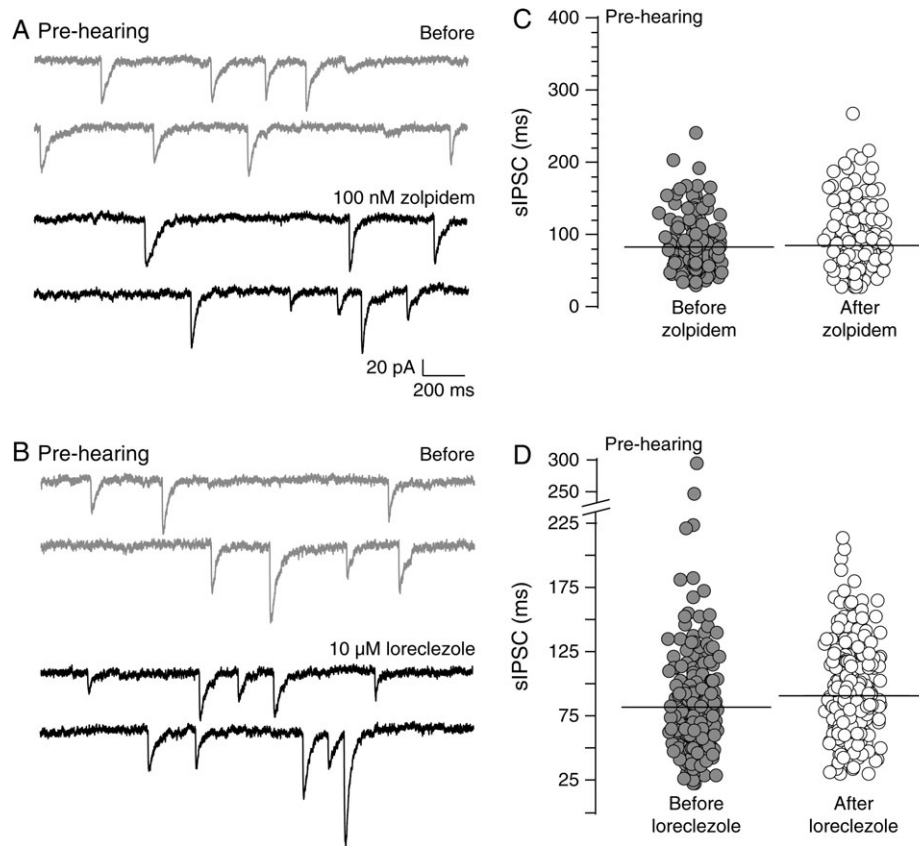 A Pre-hearing Before
100 nM zolpidem
20 pA
200 ms
B Pre-hearing Before
10 µM loreclezole
C Pre-hearing
400
300
200
100
0
sIPSC (ms)
Before zolpidem
After zolpidem
D Pre-hearing
300
250
225
175
125
75
25
sIPSC (ms)
Before loreclezole
After loreclezole